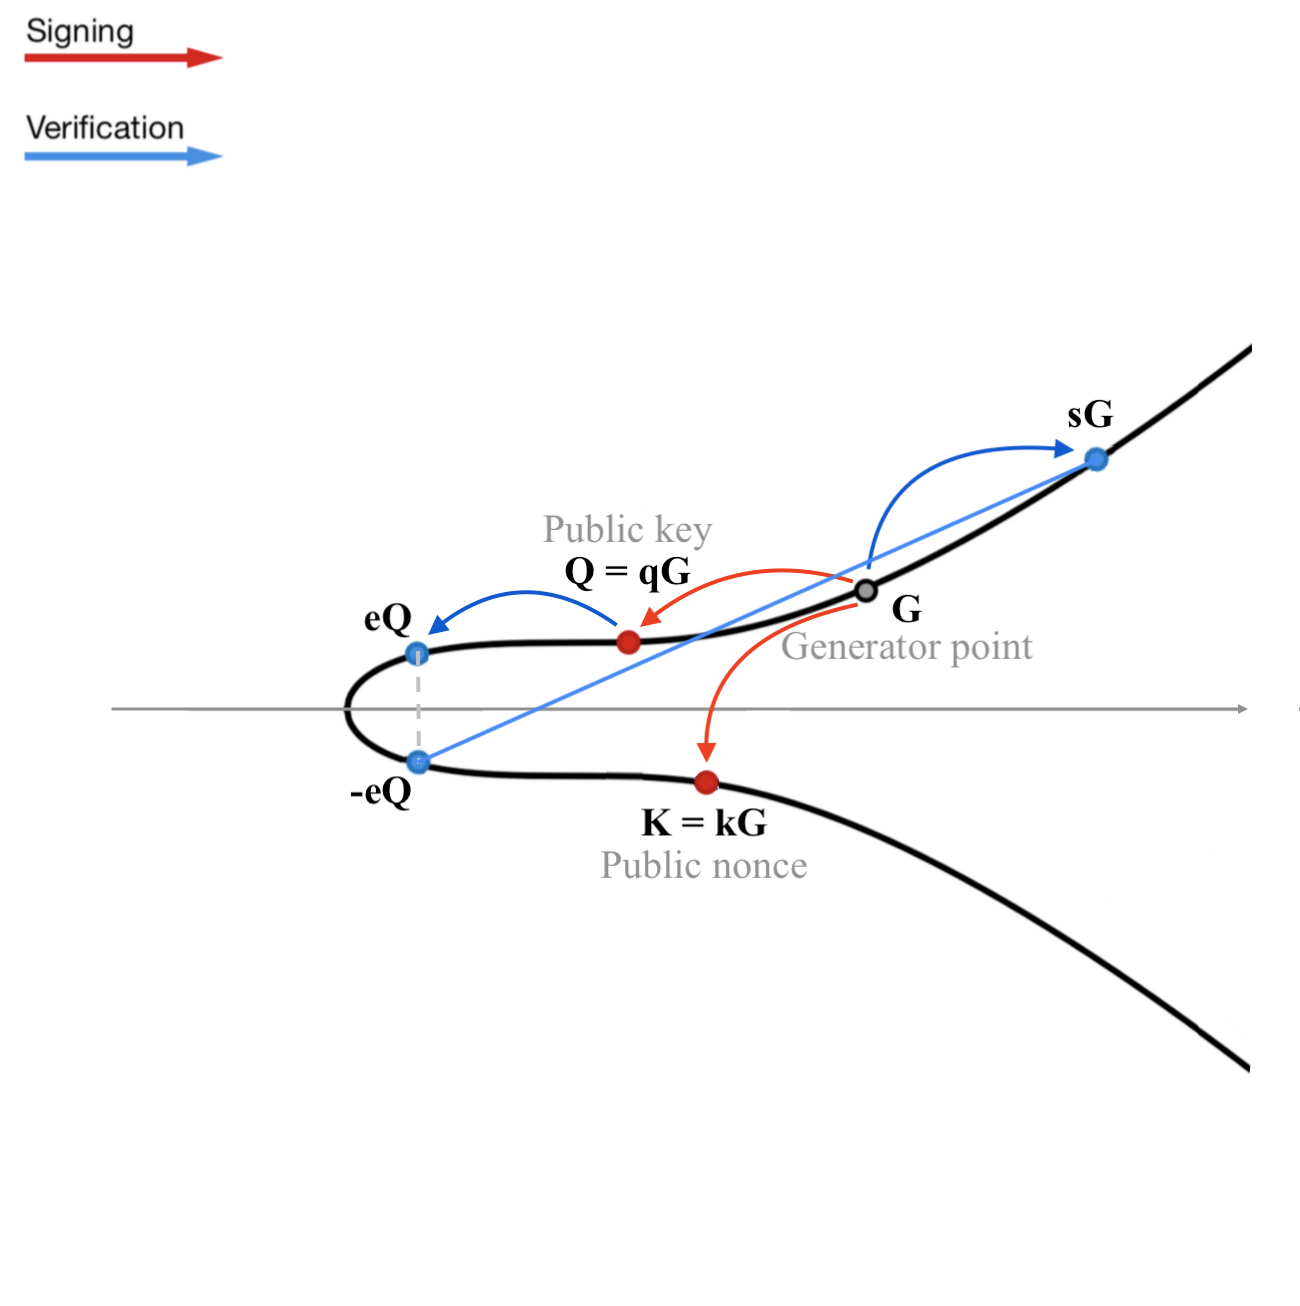 Signing
Verification
sG
Public key
Q = qG
eQ
G
Generator point
-eQ
K = kG
Public nonce